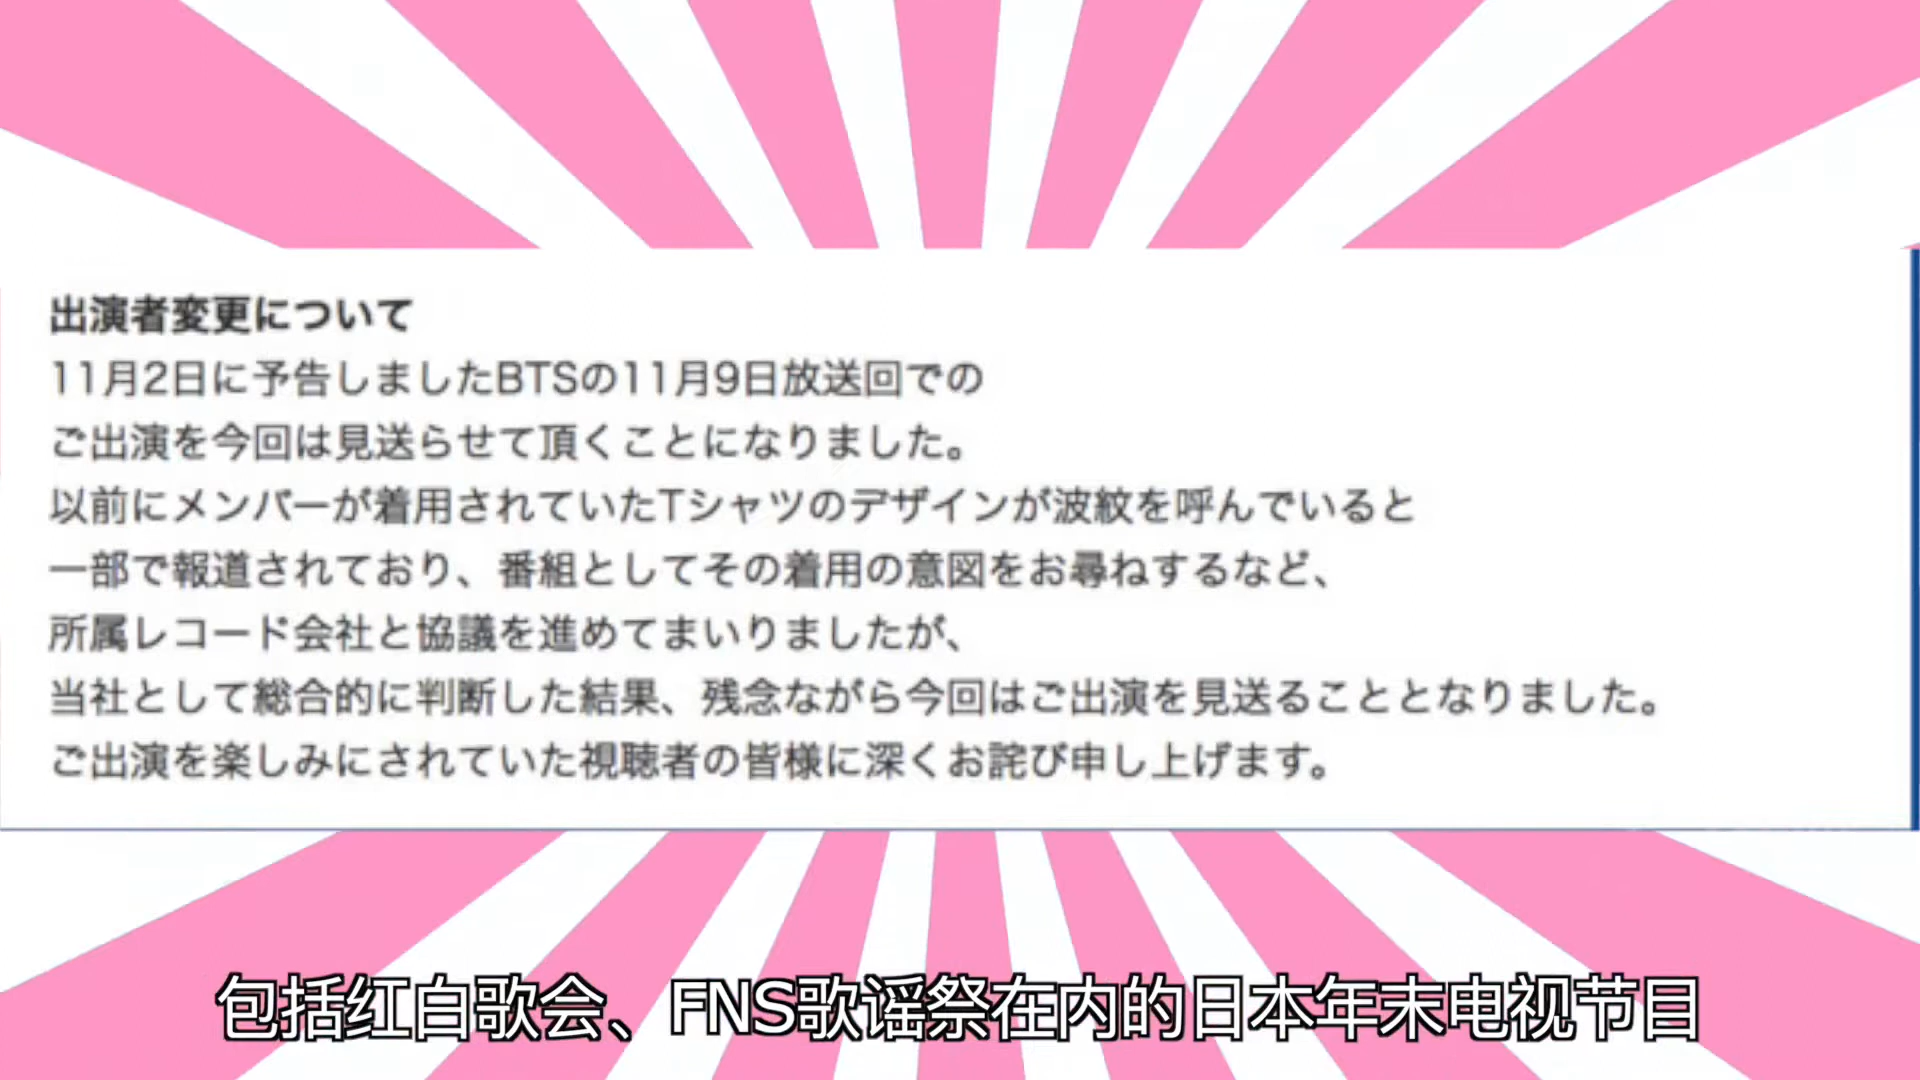 出演者変更について
11月2日に予告しましたBTSの11月9日放送回での
ご出演を今回は見送らせて頂くことになりました。
以前にメンバーが着用されていたTシャツのデザインが波紋を呼んでいると
一部で報道されており、番組としてその着用の意図をお尋ねするなど、
所属レコード会社と協議を進めてまいりましたが、
当社として総合的に判断した結果、残念ながら今回はご出演を見送ることとなりました。
ご出演を楽しみにされていた視聴者の皆様に深くお詫び申し上げます。
包括红白歌会、FNS歌谣祭在内的日本年末电视节目